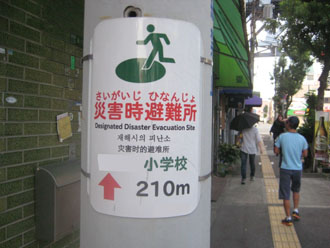 さいがいじ ひなんじょ
災害時避難所
Designated Disaster Evacuation Site
재해시의 피난소
灾害时的避难所
小学校
210m